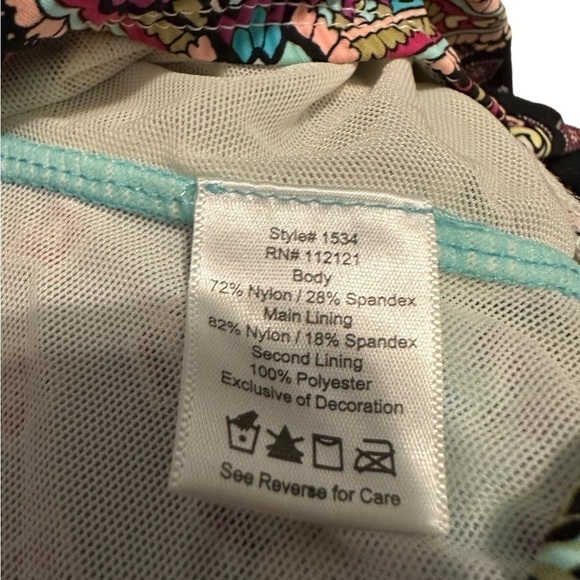 Style# 1534
RN# 112121
Body
72% Nylon / 28% Spandex
Main Lining
82% Nylon / 18% Spandex
Second Lining
100% Polyester
Exclusive of Decoration
See Reverse for Care